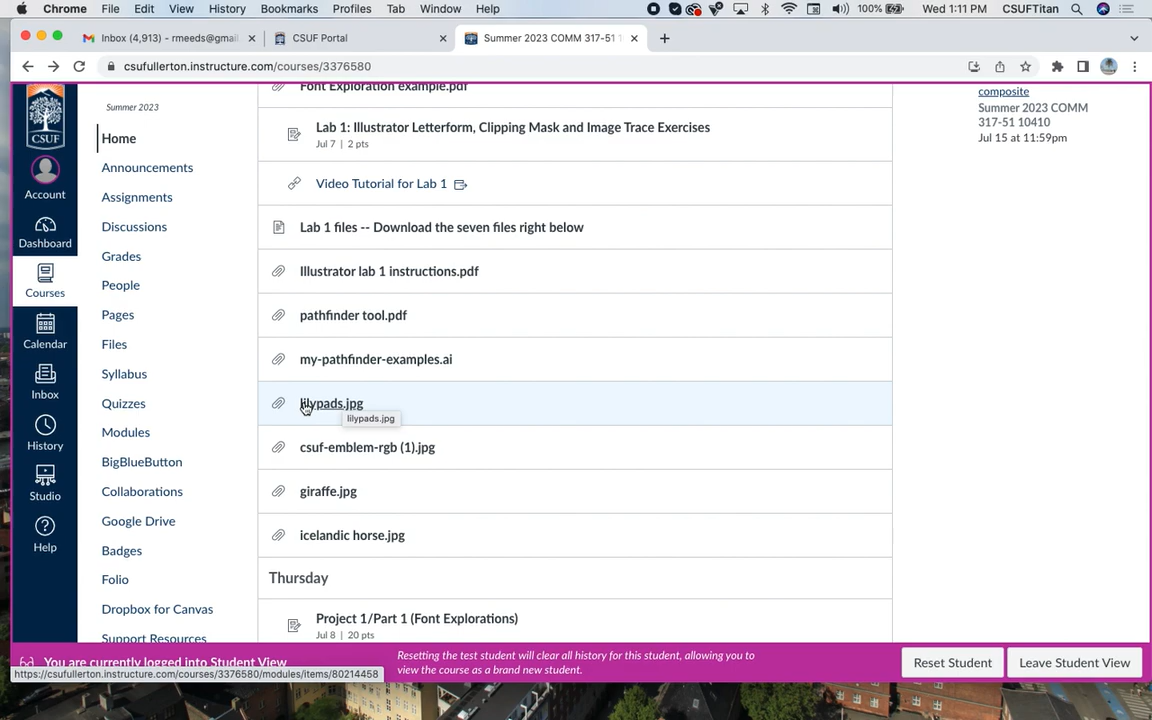 Chrome File Edit View History Bookmarks Profiles Tab Window Help 100% Wed 1:11 PM CSUFTitan
Inbox (4,913) - rmeeds@gmail CSUF Portal Summer 2023 COMM 317-51 1
csufullerton.instructure.com/courses/3376580
CSUF
Account
Dashboard
Courses
Calendar
Inbox
History
Studio
Help
Summer 2023
Home
Announcements
Assignments
Discussions
Grades
People
Pages
Files
Syllabus
Quizzes
Modules
BigBlueButton
Collaborations
Google Drive
Badges
Folio
Dropbox for Canvas
Support Resources
Font Exploration example.pdf
Lab 1: Illustrator Letterform, Clipping Mask and Image Trace Exercises
Jul 7 | 2 pts
Video Tutorial for Lab 1
Lab 1 files -- Download the seven files right below
Illustrator lab 1 instructions.pdf
pathfinder tool.pdf
my-pathfinder-examples.ai
lilypads.jpg
lilypads.jpg
csuf-emblem-rgb (1).jpg
giraffe.jpg
icelandic horse.jpg
Thursday
Project 1/Part 1 (Font Explorations)
Jul 8 | 20 pts
composite
Summer 2023 COMM
317-51 10410
Jul 15 at 11:59pm
You are currently logged into Student View
Resetting the test student will clear all history for this student, allowing you to
view the course as a brand new student.
Reset Student
Leave Student View
https://csufullerton.instructure.com/courses/3376580/modules/items/80214458